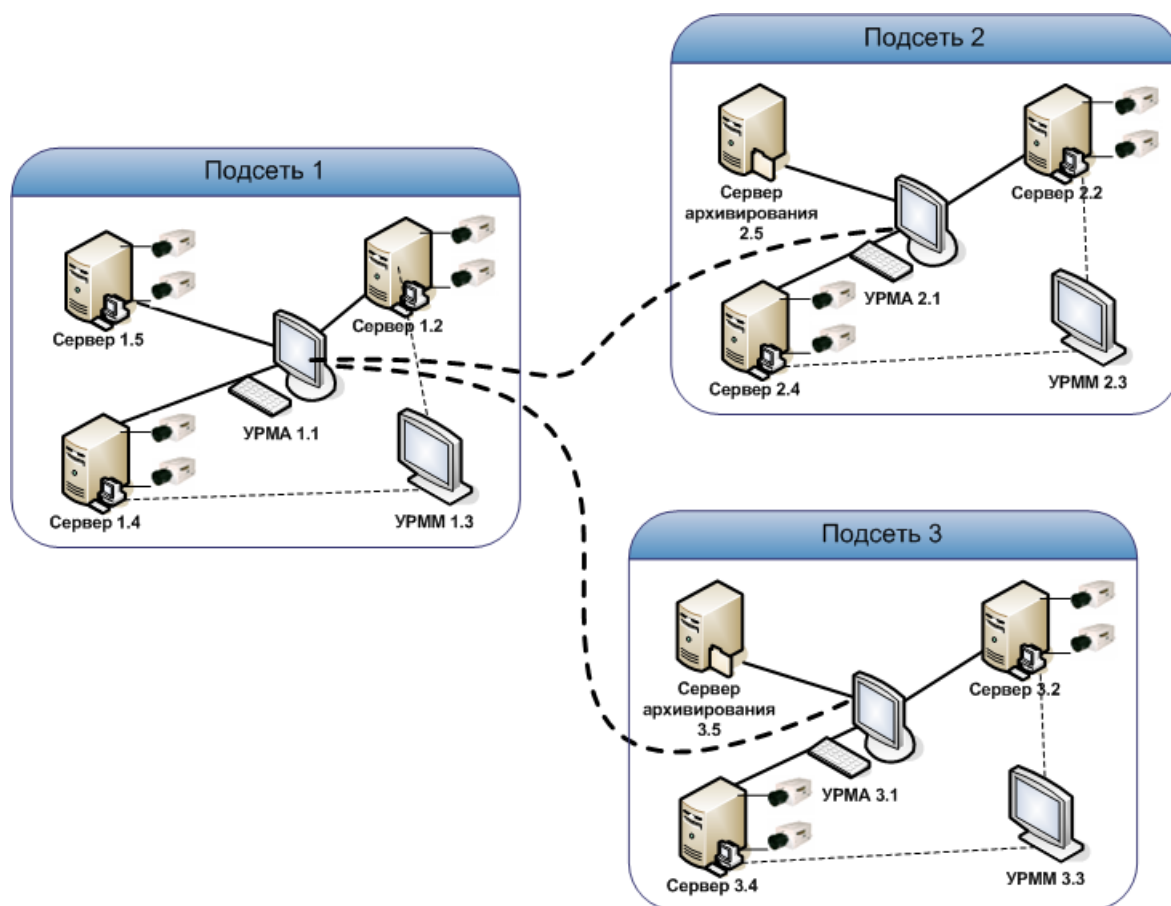 Подсеть 1
Сервер 1.5
Сервер 1.2
УРМА 1.1
Сервер 1.4
УРММ 1.3
Подсеть 2
Сервер
архивирования
2.5
Сервер 2.2
УРМА 2.1
Сервер 2.4
УРММ 2.3
Подсеть 3
Сервер
архивирования
3.5
Сервер 3.2
УРМА 3.1
Сервер 3.4
УРММ 3.3